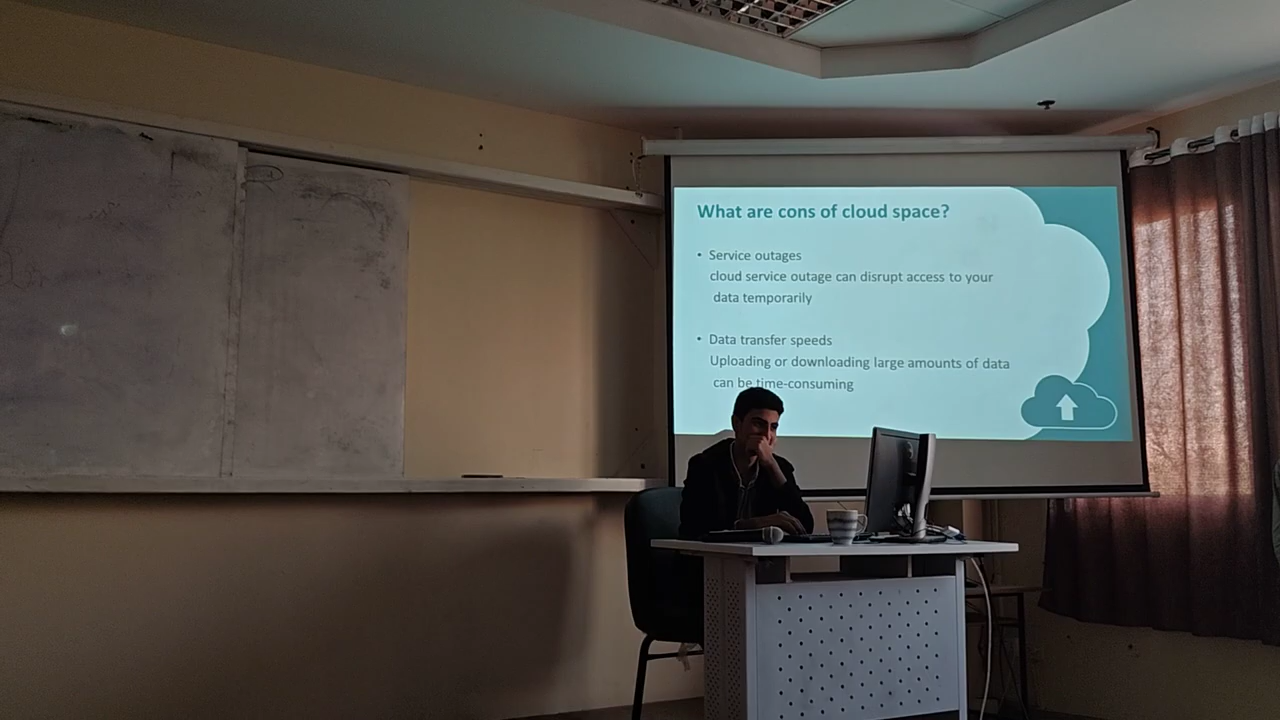 What are cons of cloud space?
• Service outages
cloud service outage can disrupt access to your
data temporarily
• Data transfer speeds
Uploading or downloading large amounts of data
can be time-consuming